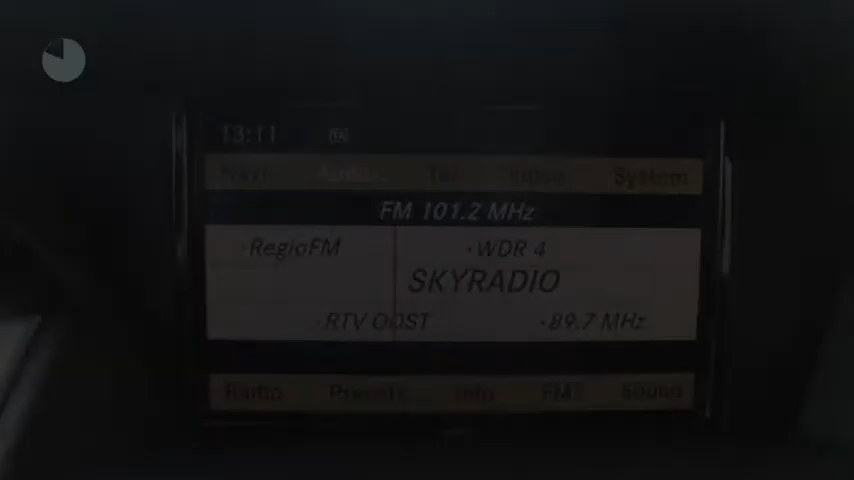 13:11
Navi Audio Tel System
FM 101.2 MHz
·RegioFM ·WDR 4
SKYRADIO
·RTV OOST ·89.7 MHz
Radio Presets Info FM Sound